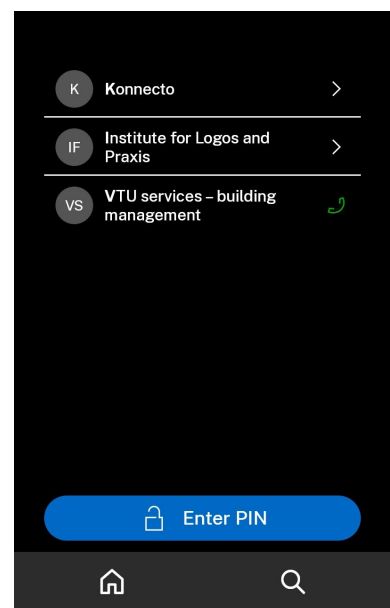 K Konnecto
IF Institute for Logos and
Praxis
VS VTU services – building
management
Enter PIN